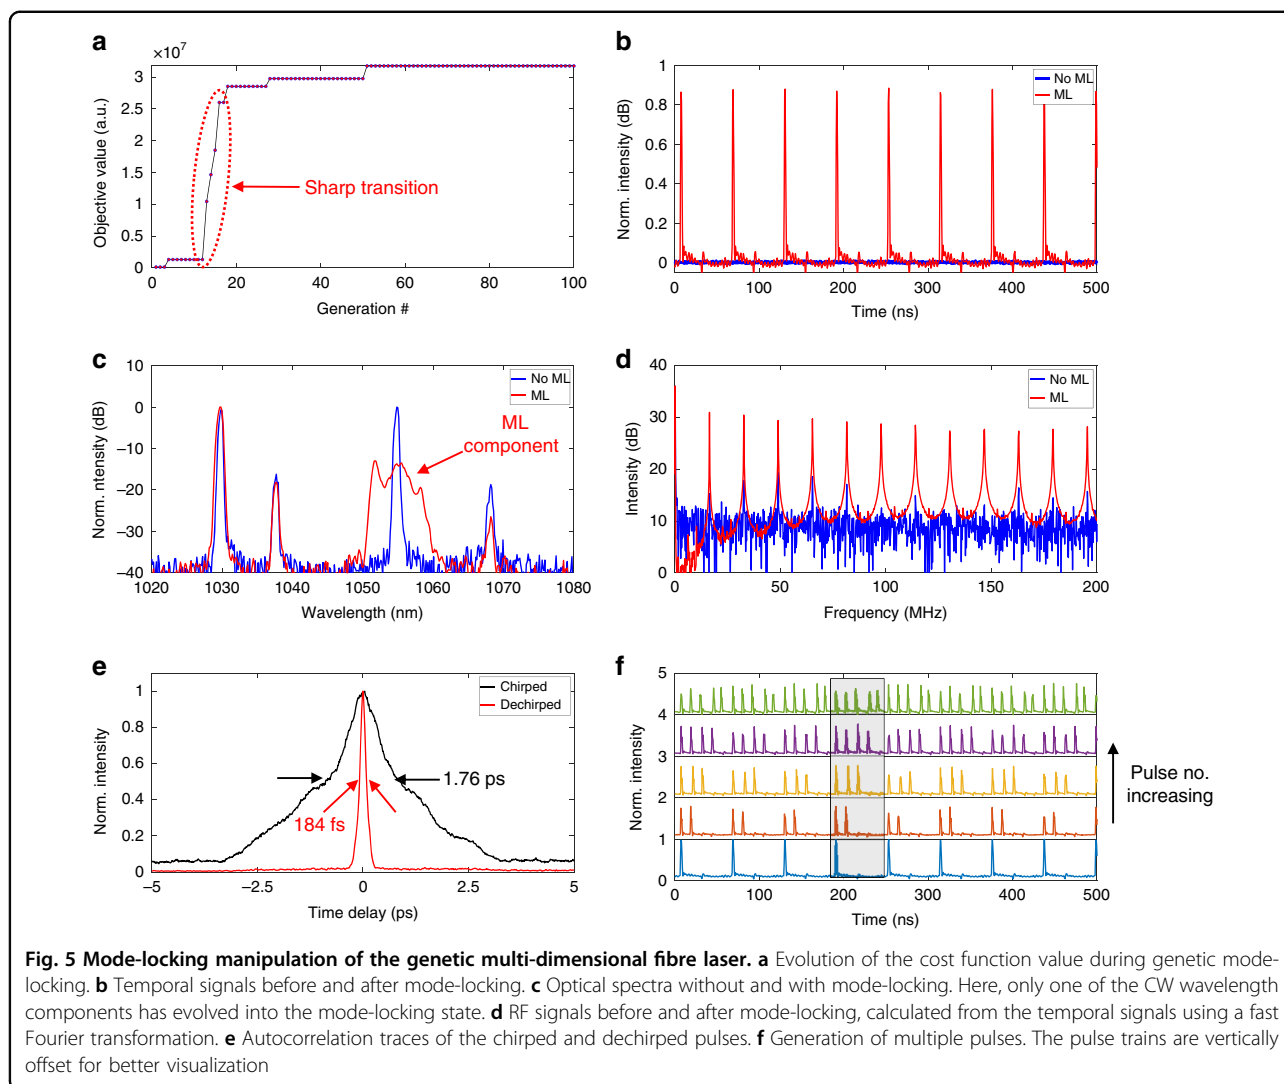 a
×10⁷
3
2.5
2
1.5
1
0.5
0
Objective value (a.u.)
Sharp transition
0 20 40 60 80 100
Generation #
b
1
0.8
0.6
0.4
0.2
0
Norm. intensity (dB)
No ML
ML
0 100 200 300 400 500
Time (ns)
c
10
0
−10
−20
−30
−40
Norm. ntensity (dB)
No ML
ML
ML
component
1020 1030 1040 1050 1060 1070 1080
Wavelength (nm)
d
40
30
20
10
0
Intensity (dB)
No ML
ML
0 50 100 150 200
Frequency (MHz)
e
1
0.8
0.6
0.4
0.2
0
Norm. intensity
Chirped
Dechirped
1.76 ps
184 fs
−5 −2.5 0 2.5 5
Time delay (ps)
f
5
4
3
2
1
0
Norm. intensity
Pulse no.
increasing
0 100 200 300 400 500
Time (ns)
Fig. 5 Mode-locking manipulation of the genetic multi-dimensional fibre laser. a Evolution of the cost function value during genetic mode-
locking. b Temporal signals before and after mode-locking. c Optical spectra without and with mode-locking. Here, only one of the CW wavelength
components has evolved into the mode-locking state. d RF signals before and after mode-locking, calculated from the temporal signals using a fast
Fourier transformation. e Autocorrelation traces of the chirped and dechirped pulses. f Generation of multiple pulses. The pulse trains are vertically
offset for better visualization